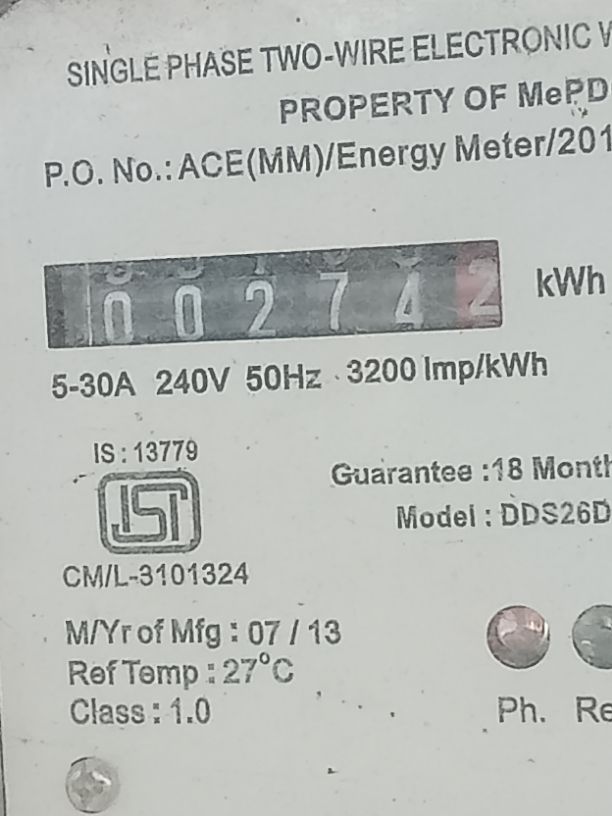 SINGLE PHASE TWO-WIRE ELECTRONIC
PROPERTY OF MePD
P.O. No.: ACE(MM)/Energy Meter/201
002742 kWh
5-30A 240V 50Hz 3200 Imp/kWh
IS : 13779
ISI
CM/L-3101324
Guarantee :18 Month
Model : DDS26D
M/Yr of Mfg : 07 / 13
Ref Temp : 27°C
Class : 1.0
Ph. Re